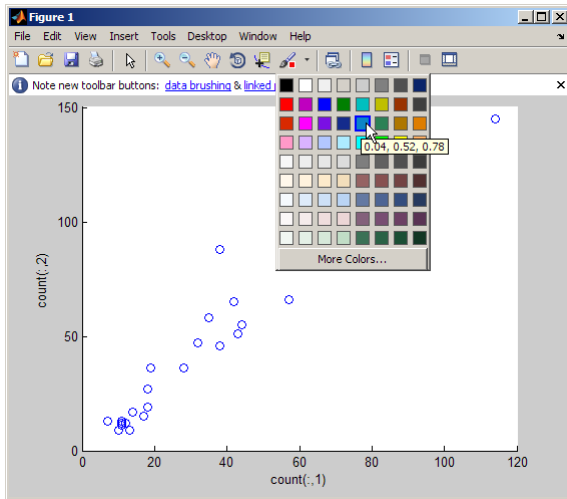 Figure 1
File Edit View Insert Tools Desktop Window Help
Note new toolbar buttons: data brushing & linked
0.04, 0.52, 0.78
More Colors...
150
100
50
0
count(:,2)
0 20 40 60 80 100 120
count(:,1)